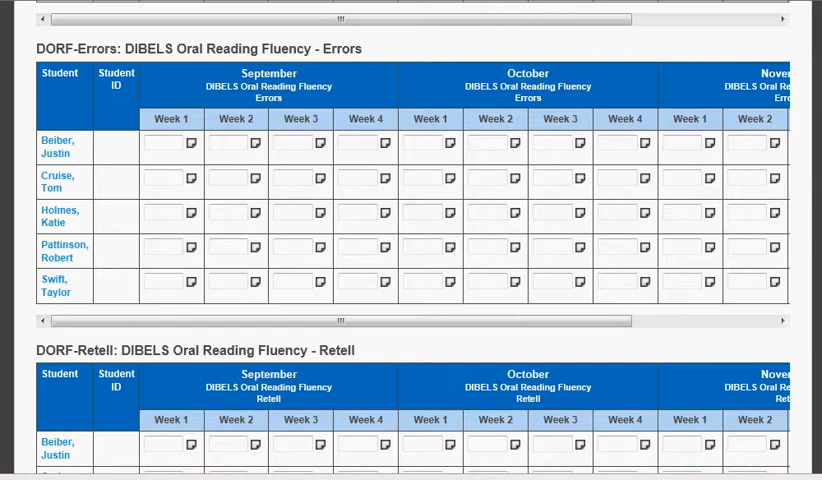 DORF-Errors: DIBELS Oral Reading Fluency - Errors
Student Student September October Nover
ID DIBELS Oral Reading Fluency DIBELS Oral Reading Fluency DIBELS Oral Re
Errors Errors Erro
Week 1 Week 2 Week 3 Week 4 Week 1 Week 2 Week 3 Week 4 Week 1 Week 2
Beiber,
Justin
Cruise,
Tom
Holmes,
Katie
Pattinson,
Robert
Swift,
Taylor
DORF-Retell: DIBELS Oral Reading Fluency - Retell
Student Student September October Nover
ID DIBELS Oral Reading Fluency DIBELS Oral Reading Fluency DIBELS Oral Re
Retell Retell Ret
Week 1 Week 2 Week 3 Week 4 Week 1 Week 2 Week 3 Week 4 Week 1 Week 2
Beiber,
Justin